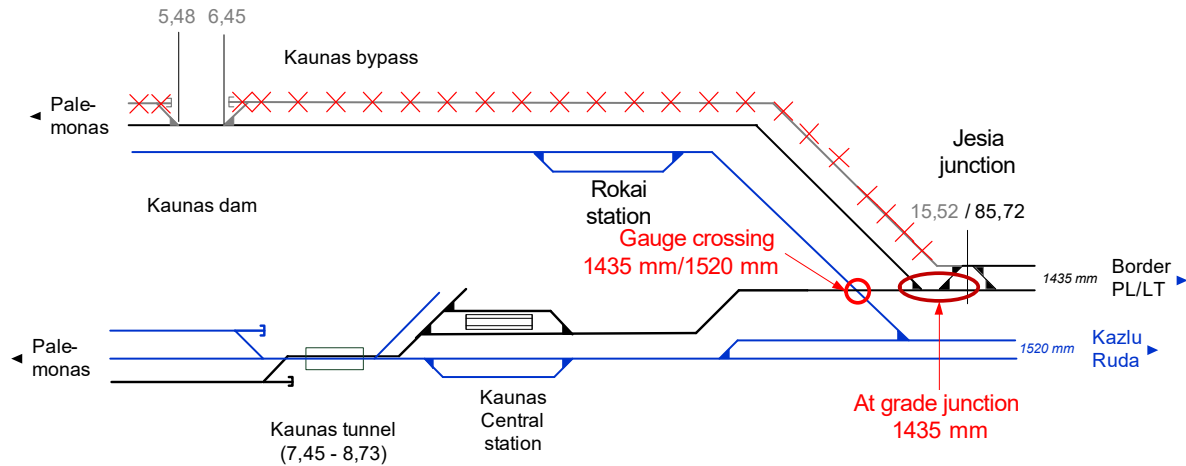 5,48
6,45
Kaunas bypass
Pale-
monas
Jesia
junction
Rokai
station
Kaunas dam
15,52 / 85,72
Gauge crossing
1435 mm/1520 mm
1435 mm
Border
PL/LT
Pale-
monas
1520 mm
Kazlu
Ruda
Kaunas
Central
station
At grade junction
1435 mm
Kaunas tunnel
(7,45 - 8,73)